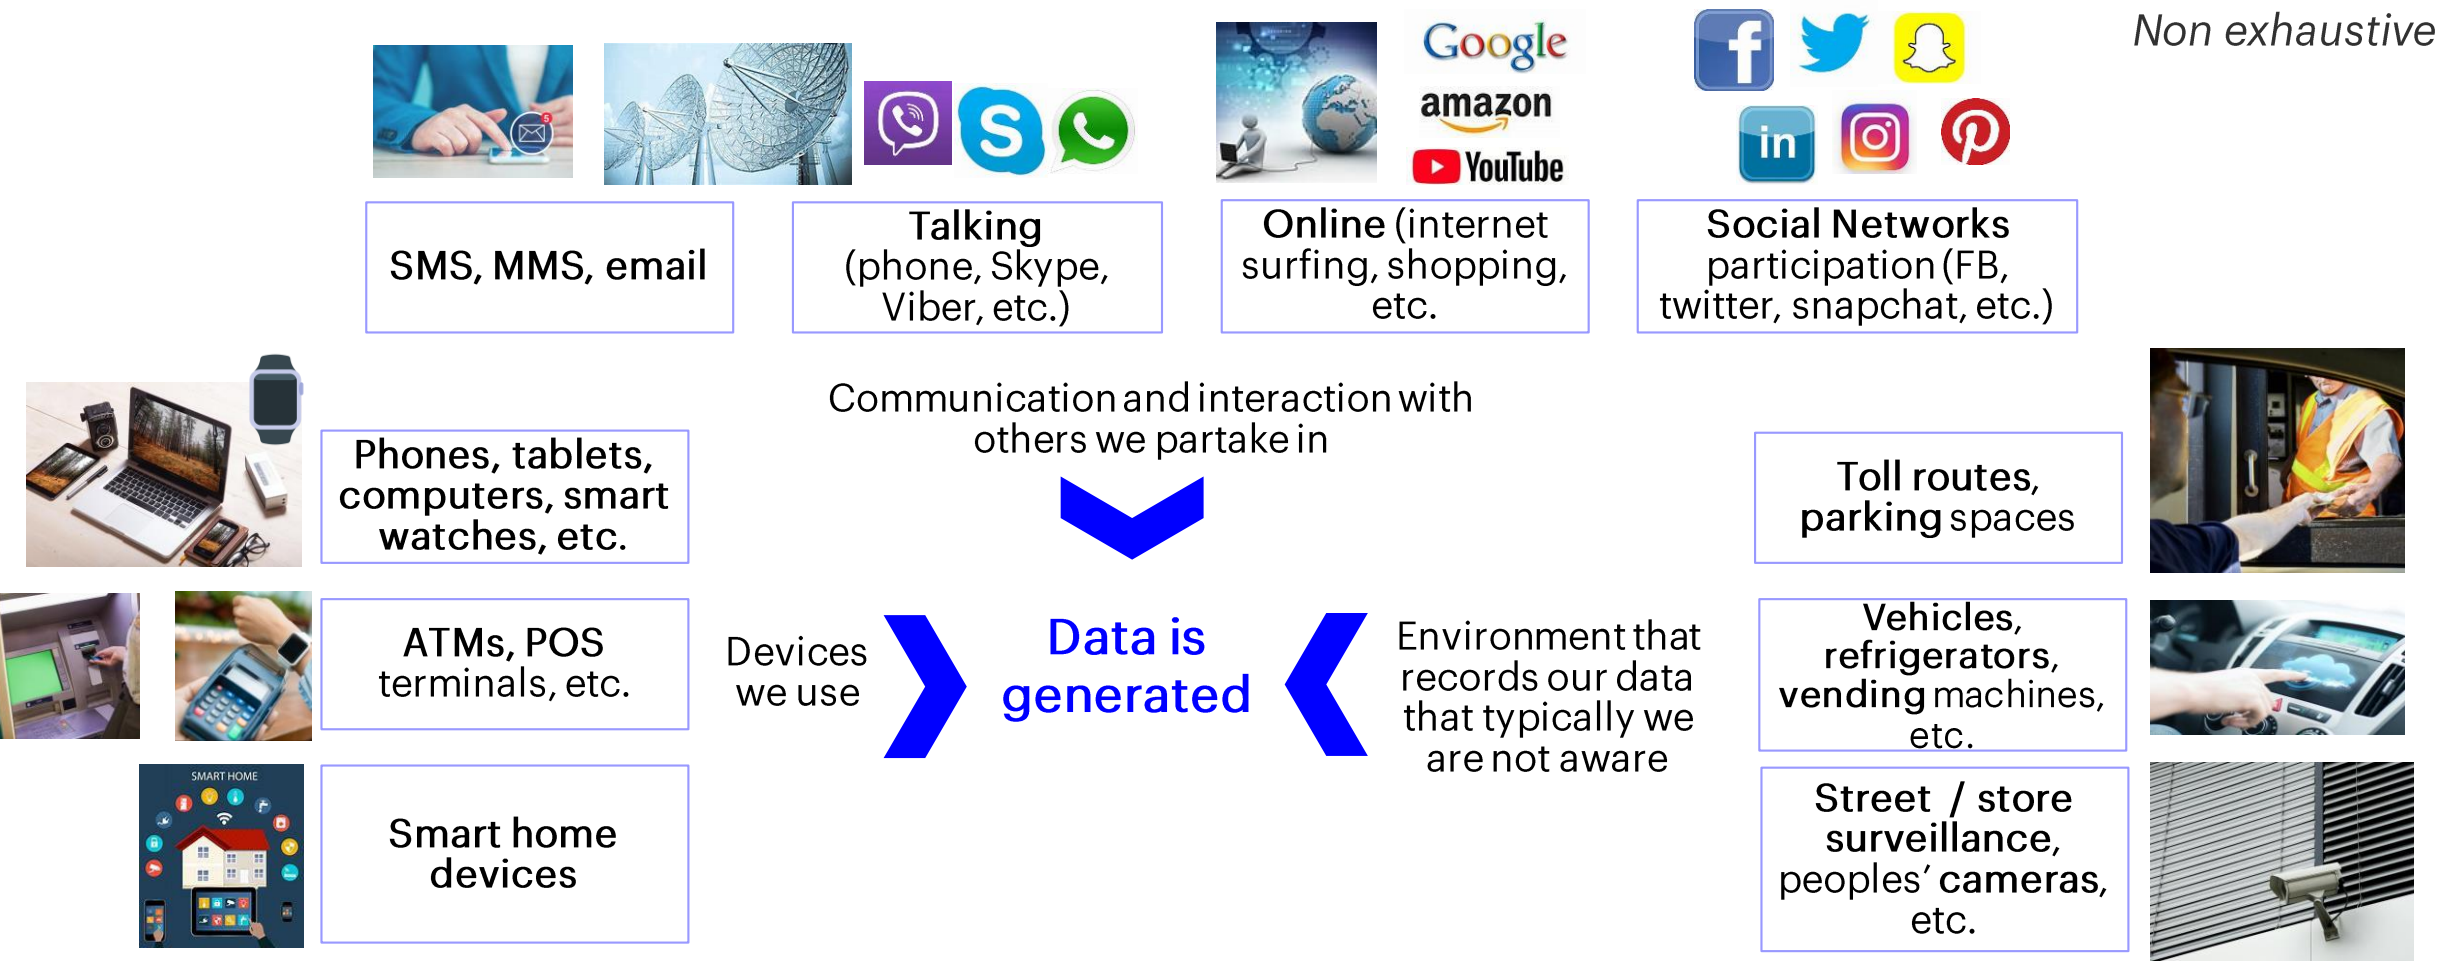 Non exhaustive
5
Google
amazon
YouTube
f
in
S
SMS, MMS, email
Talking
(phone, Skype,
Viber, etc.)
Online (internet
surfing, shopping,
etc.
Social Networks
participation (FB,
twitter, snapchat, etc.)
Communication and interaction with
others we partake in
Phones, tablets,
computers, smart
watches, etc.
ATMs, POS
terminals, etc.
SMART HOME
Smart home
devices
Devices
we use
Data is
generated
Environment that
records our data
that typically we
are not aware
Toll routes,
parking spaces
Vehicles,
refrigerators,
vending machines,
etc.
Street / store
surveillance,
peoples’ cameras,
etc.